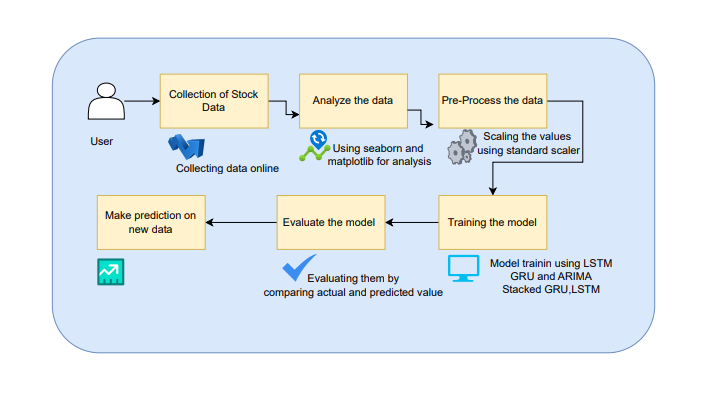 Collection of Stock
Data
Analyze the data
Pre-Process the data
User
Collecting data online
Using seaborn and
matplotlib for analysis
Scaling the values
using standard scaler
Make prediction on
new data
Evaluate the model
Training the model
Evaluating them by
comparing actual and predicted value
Model trainin using LSTM
GRU and ARIMA
Stacked GRU,LSTM